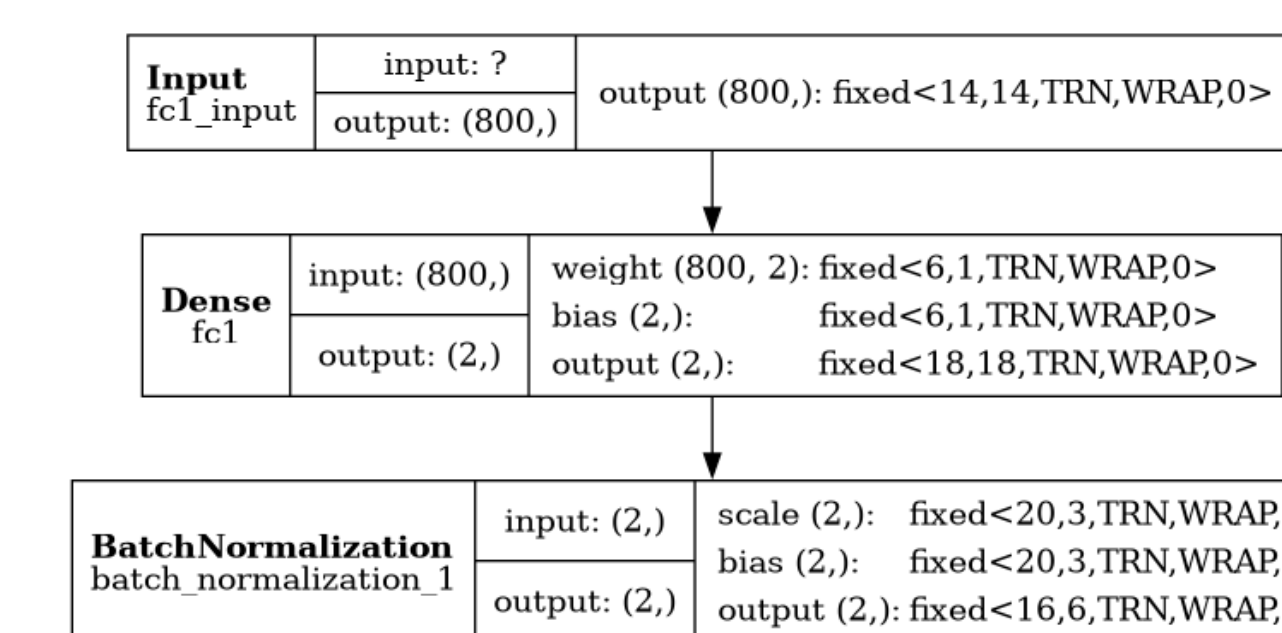 Input
fc1_input
input: ?
output: (800,)
output (800,): fixed<14,14,TRN,WRAP,0>
Dense
fc1
input: (800,)
output: (2,)
weight (800, 2): fixed<6,1,TRN,WRAP,0>
bias (2,): fixed<6,1,TRN,WRAP,0>
output (2,): fixed<18,18,TRN,WRAP,0>
BatchNormalization
batch_normalization_1
input: (2,)
output: (2,)
scale (2,): fixed<20,3,TRN,WRAP,
bias (2,): fixed<20,3,TRN,WRAP,
output (2,): fixed<16,6,TRN,WRAP,